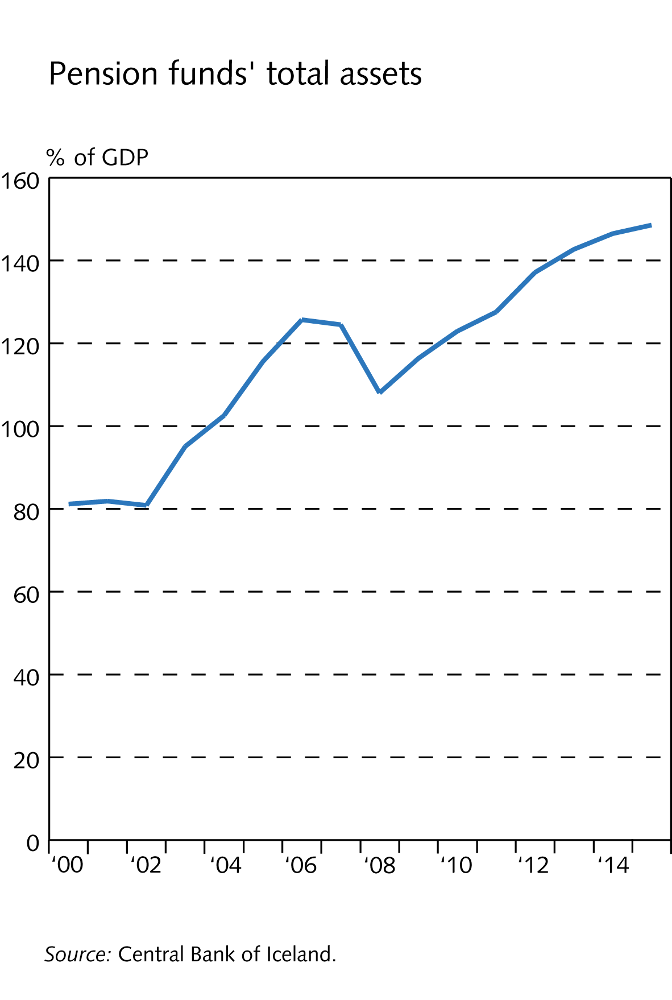 Pension funds' total assets
% of GDP
160
140
120
100
80
60
40
20
0
‘00 ‘02 ‘04 ‘06 ‘08 ‘10 ‘12 ‘14
Source: Central Bank of Iceland.